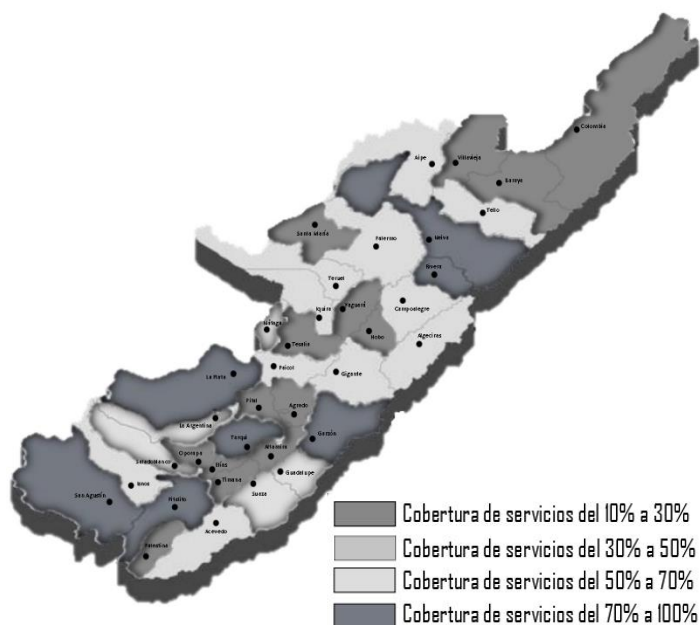 Colombia
Aipe
Villavieja
Baraya
Tello
Santa María
Palermo
Neiva
Rivera
Teruel
Iquira
Yaguará
Campoalegre
Nátaga
Tesalia
Hobo
Algeciras
Paicol
Gigante
La Plata
Pital
Agrado
La Argentina
Tarqui
Garzón
Oporapa
Altamira
Saladoblanco
Elías
Guadalupe
Timana
Suaza
Isnos
San Agustín
Pitalito
Acevedo
Palestina
Cobertura de servicios del 10% a 30%
Cobertura de servicios del 30% a 50%
Cobertura de servicios del 50% a 70%
Cobertura de servicios del 70% a 100%